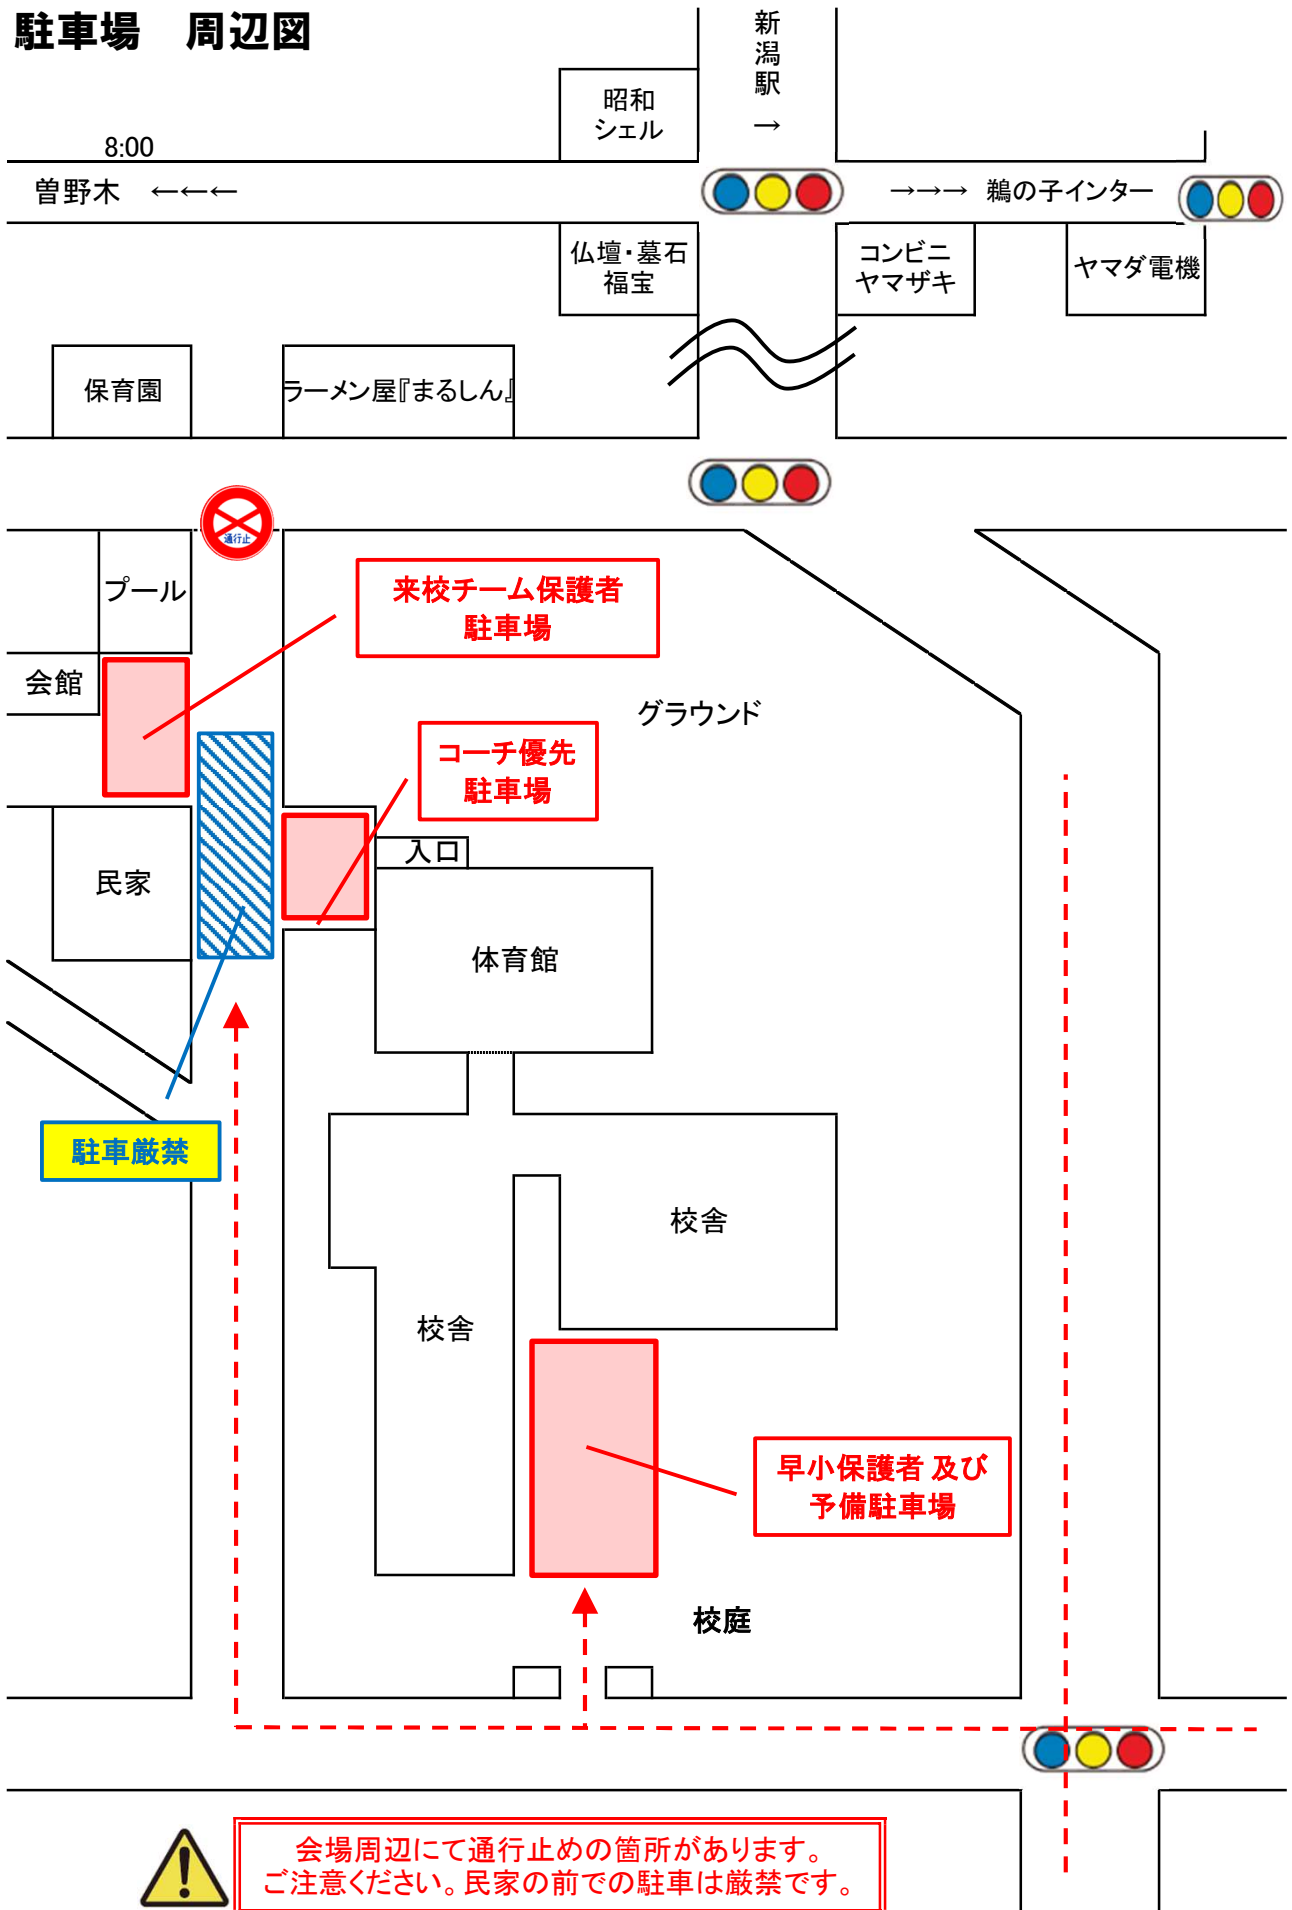 駐車場　周辺図
新潟駅→
昭和
シェル
8:00
曽野木　←←←
→→→　鵜の子インター
仏壇・墓石
福宝
コンビニ
ヤマザキ
ヤマダ電機
保育園
ラーメン屋『まるしん』
通行止
プール
来校チーム保護者
駐車場
会館
グラウンド
コーチ優先
駐車場
入口
民家
体育館
駐車厳禁
校舎
校舎
早小保護者 及び
予備駐車場
校庭
会場周辺にて通行止めの箇所があります。
ご注意ください。民家の前での駐車は厳禁です。